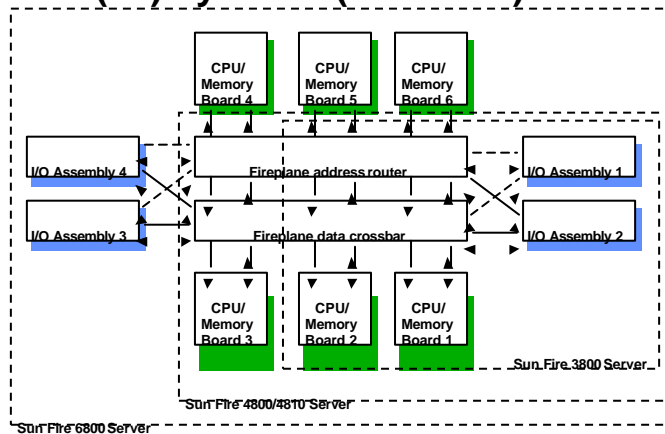 CPU/
Memory
Board 4
CPU/
Memory
Board 5
CPU/
Memory
Board 6
I/O Assembly 4
Fireplane address router
I/O Assembly 1
I/O Assembly 3
Fireplane data crossbar
I/O Assembly 2
CPU/
Memory
Board 3
CPU/
Memory
Board 2
CPU/
Memory
Board 1
Sun Fire 3800 Server
Sun Fire 4800/4810 Server
Sun Fire 6800 Server